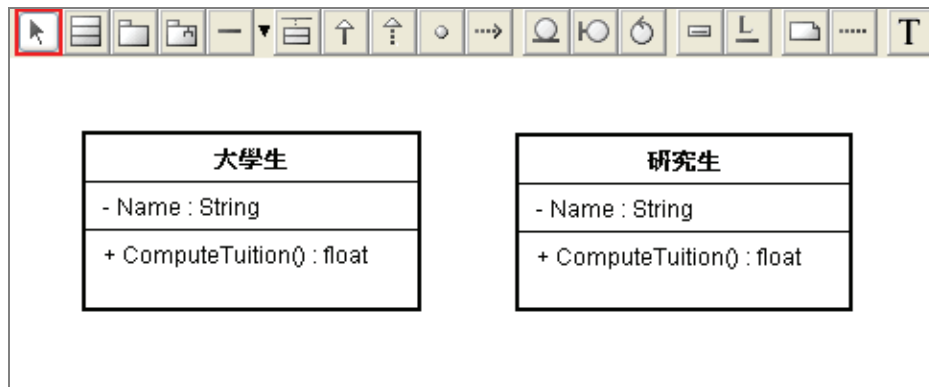 T
大學生
- Name : String
+ ComputeTuition() : float
研究生
- Name : String
+ ComputeTuition() : float